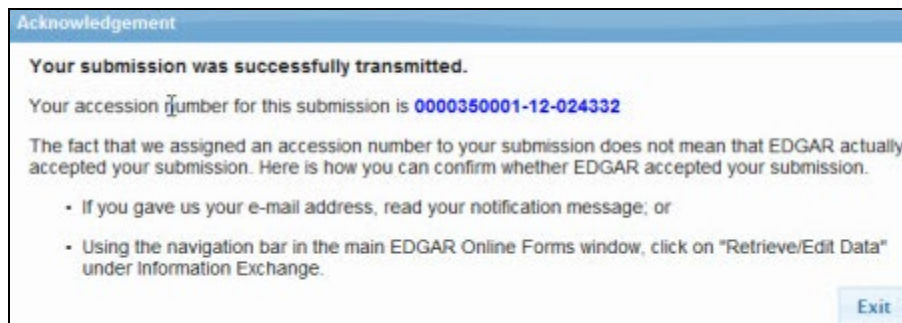 Acknowledgement
Your submission was successfully transmitted.
Your accession number for this submission is 0000350001-12-024332
The fact that we assigned an accession number to your submission does not mean that EDGAR actually
accepted your submission. Here is how you can confirm whether EDGAR accepted your submission.
• If you gave us your e-mail address, read your notification message; or
• Using the navigation bar in the main EDGAR Online Forms window, click on "Retrieve/Edit Data"
under Information Exchange.
Exit